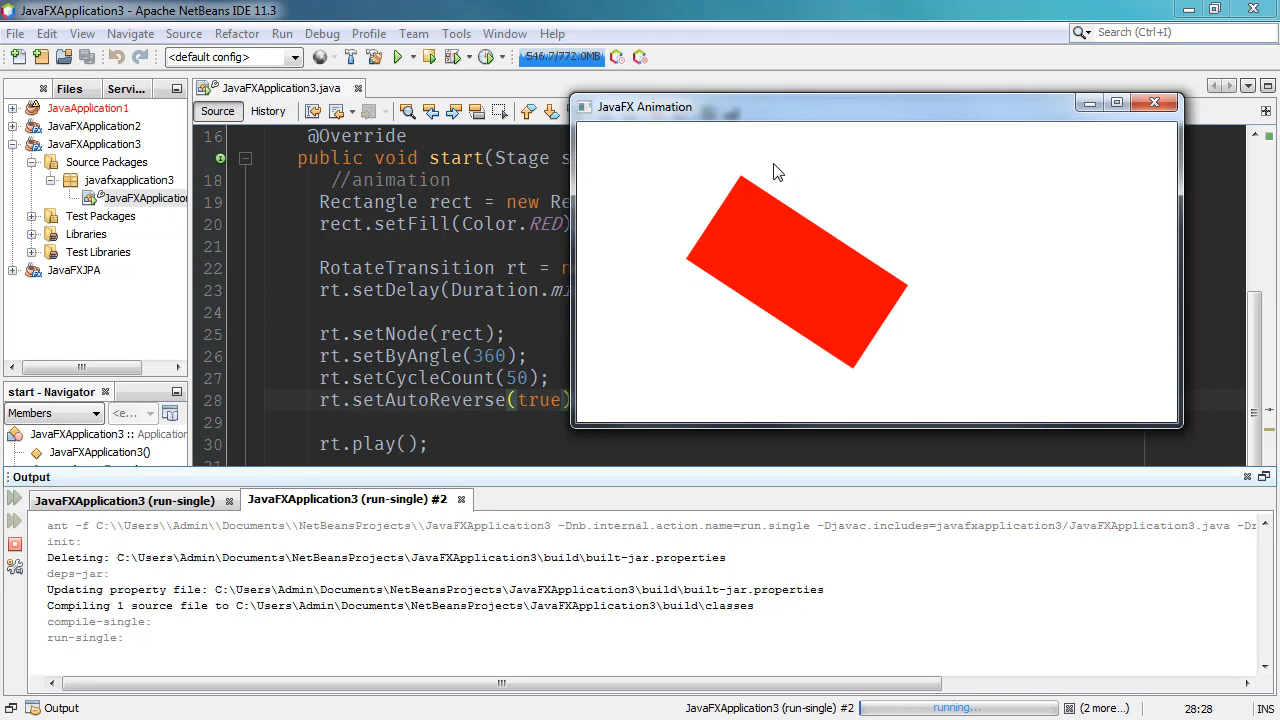 JavaFXApplication3 - Apache NetBeans IDE 11.3
File Edit View Navigate Source Refactor Run Debug Profile Team Tools Window Help
Search (Ctrl+I)
<default config>
546.7/772.0MB
Files Servi...
JavaFXApplication3.java
JavaApplication1
JavaFXApplication2
JavaFXApplication3
Source Packages
javafxapplication3
JavaFXApplication
Test Packages
Libraries
Test Libraries
JavaFXJPA
Source History
16 @Override
public void start(Stage s
18 //animation
19 Rectangle rect = new Re
20 rect.setFill(Color.RED)
21
22 RotateTransition rt = n
23 rt.setDelay(Duration.mi
24
25 rt.setNode(rect);
26 rt.setByAngle(360);
27 rt.setCycleCount(50);
28 rt.setAutoReverse(true)
29
30 rt.play();
JavaFX Animation
start - Navigator
Members <e...
JavaFXApplication3 :: Application
JavaFXApplication3()
Output
JavaFXApplication3 (run-single) JavaFXApplication3 (run-single) #2
ant -f C:\\Users\\Admin\\Documents\\NetBeansProjects\\JavaFXApplication3 -Dnb.internal.action.name=run.single -Djavac.includes=javafxapplication3/JavaFXApplication3.java -Dr
init:
Deleting: C:\Users\Admin\Documents\NetBeansProjects\JavaFXApplication3\build\built-jar.properties
deps-jar:
Updating property file: C:\Users\Admin\Documents\NetBeansProjects\JavaFXApplication3\build\built-jar.properties
Compiling 1 source file to C:\Users\Admin\Documents\NetBeansProjects\JavaFXApplication3\build\classes
compile-single:
run-single:
Output
JavaFXApplication3 (run-single) #2 running... (2 more...) 28:28 INS